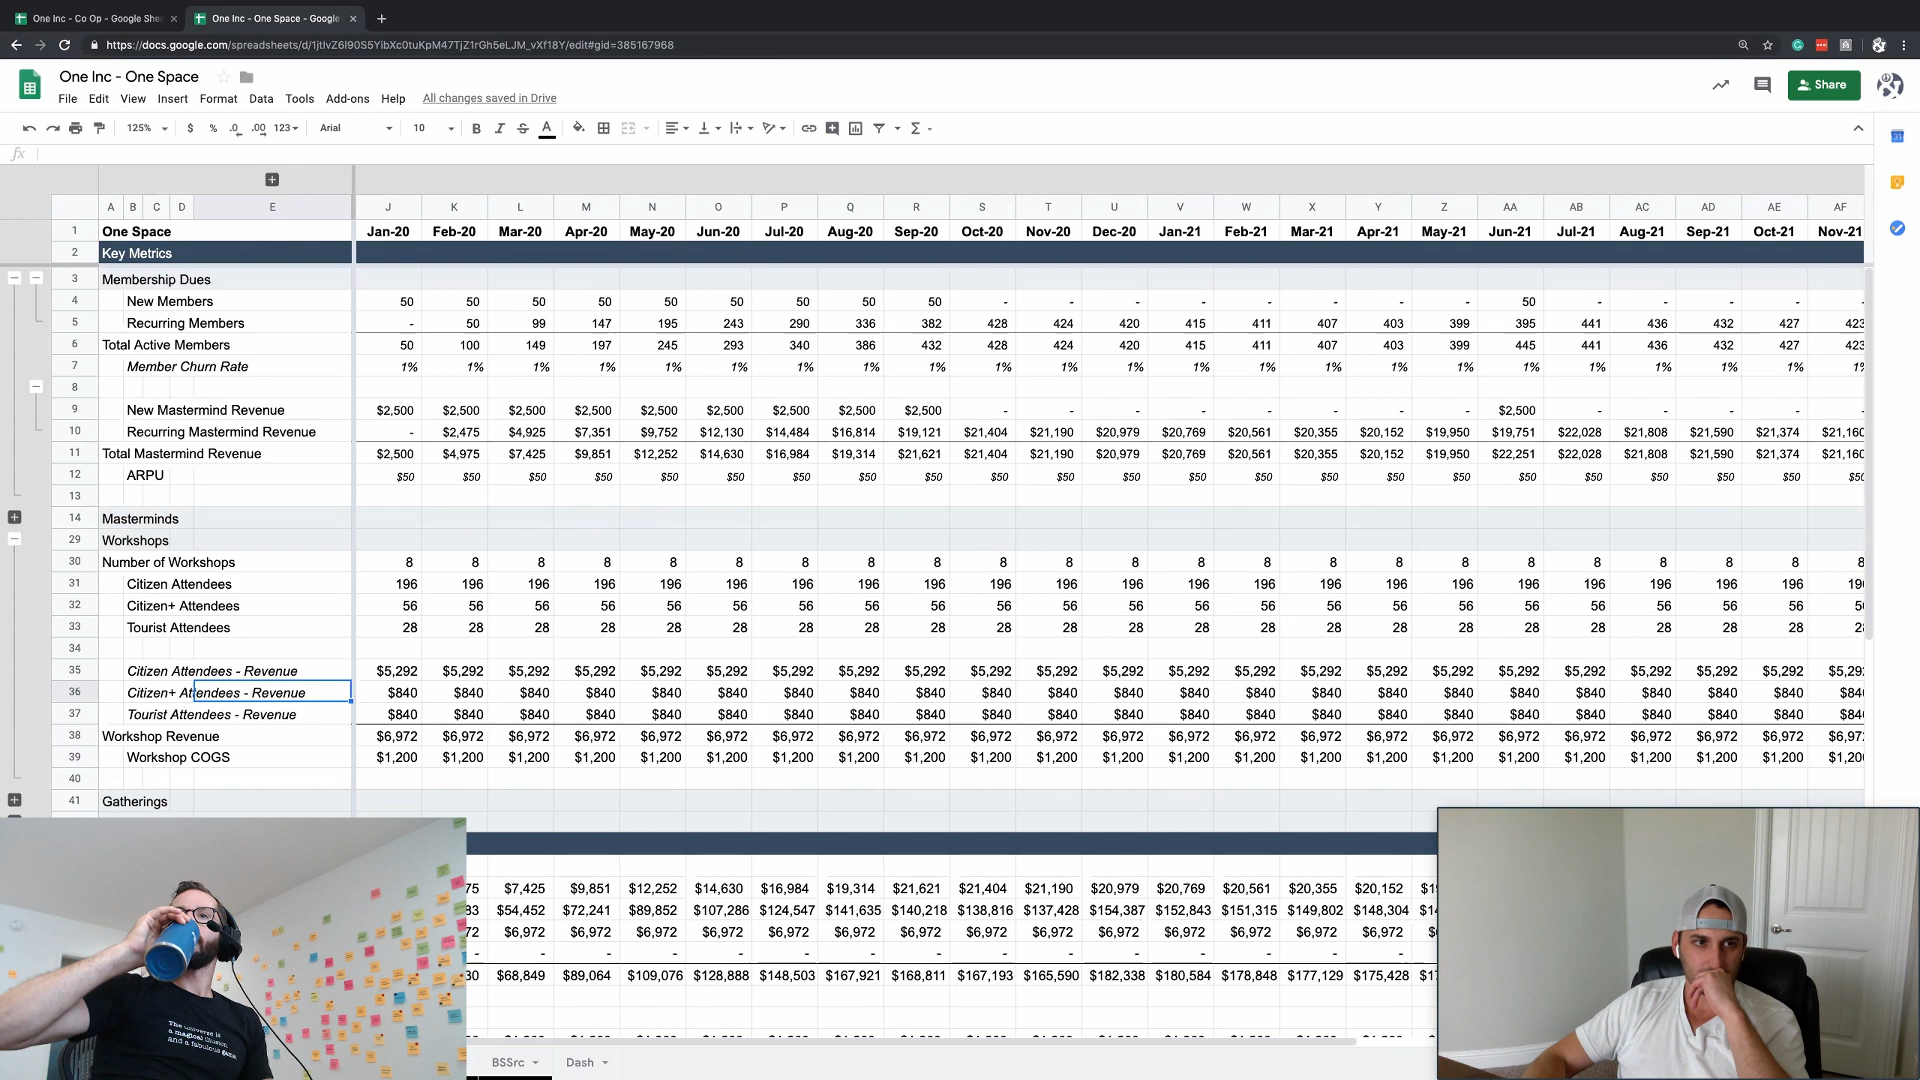 One Inc - Co Op - Google She
One Inc - One Space - Google
https://docs.google.com/spreadsheets/d/1jtIvZ6I90S5YibXc0tuKpM47TjZ1rGh5eLJM_vXf18Y/edit#gid=385167968
One Inc - One Space
File Edit View Insert Format Data Tools Add-ons Help All changes saved in Drive
Share
125% $ % .0 .00 123 Arial 10 B I S A
fx
A B C D E J K L M N O P Q R S T U V W X Y Z AA AB AC AD AE AF
1 One Space Jan-20 Feb-20 Mar-20 Apr-20 May-20 Jun-20 Jul-20 Aug-20 Sep-20 Oct-20 Nov-20 Dec-20 Jan-21 Feb-21 Mar-21 Apr-21 May-21 Jun-21 Jul-21 Aug-21 Sep-21 Oct-21 Nov-21
2 Key Metrics
3 Membership Dues
4 New Members 50 50 50 50 50 50 50 50 50 - - - - - - - - 50 - - - - -
5 Recurring Members - 50 99 147 195 243 290 336 382 428 424 420 415 411 407 403 399 395 441 436 432 427 423
6 Total Active Members 50 100 149 197 245 293 340 386 432 428 424 420 415 411 407 403 399 445 441 436 432 427 423
7 Member Churn Rate 1% 1% 1% 1% 1% 1% 1% 1% 1% 1% 1% 1% 1% 1% 1% 1% 1% 1% 1% 1% 1% 1% 1%
8
9 New Mastermind Revenue $2,500 $2,500 $2,500 $2,500 $2,500 $2,500 $2,500 $2,500 $2,500 - - - - - - - - $2,500 - - - - -
10 Recurring Mastermind Revenue - $2,475 $4,925 $7,351 $9,752 $12,130 $14,484 $16,814 $19,121 $21,404 $21,190 $20,979 $20,769 $20,561 $20,355 $20,152 $19,950 $19,751 $22,028 $21,808 $21,590 $21,374 $21,160
11 Total Mastermind Revenue $2,500 $4,975 $7,425 $9,851 $12,252 $14,630 $16,984 $19,314 $21,621 $21,404 $21,190 $20,979 $20,769 $20,561 $20,355 $20,152 $19,950 $22,251 $22,028 $21,808 $21,590 $21,374 $21,160
12 ARPU $50 $50 $50 $50 $50 $50 $50 $50 $50 $50 $50 $50 $50 $50 $50 $50 $50 $50 $50 $50 $50 $50 $50
13
14 Masterminds
29 Workshops
30 Number of Workshops 8 8 8 8 8 8 8 8 8 8 8 8 8 8 8 8 8 8 8 8 8 8 8
31 Citizen Attendees 196 196 196 196 196 196 196 196 196 196 196 196 196 196 196 196 196 196 196 196 196 196 196
32 Citizen+ Attendees 56 56 56 56 56 56 56 56 56 56 56 56 56 56 56 56 56 56 56 56 56 56 56
33 Tourist Attendees 28 28 28 28 28 28 28 28 28 28 28 28 28 28 28 28 28 28 28 28 28 28 28
34
35 Citizen Attendees - Revenue $5,292 $5,292 $5,292 $5,292 $5,292 $5,292 $5,292 $5,292 $5,292 $5,292 $5,292 $5,292 $5,292 $5,292 $5,292 $5,292 $5,292 $5,292 $5,292 $5,292 $5,292 $5,292 $5,292
36 Citizen+ Attendees - Revenue $840 $840 $840 $840 $840 $840 $840 $840 $840 $840 $840 $840 $840 $840 $840 $840 $840 $840 $840 $840 $840 $840 $840
37 Tourist Attendees - Revenue $840 $840 $840 $840 $840 $840 $840 $840 $840 $840 $840 $840 $840 $840 $840 $840 $840 $840 $840 $840 $840 $840 $840
38 Workshop Revenue $6,972 $6,972 $6,972 $6,972 $6,972 $6,972 $6,972 $6,972 $6,972 $6,972 $6,972 $6,972 $6,972 $6,972 $6,972 $6,972 $6,972 $6,972 $6,972 $6,972 $6,972 $6,972 $6,972
39 Workshop COGS $1,200 $1,200 $1,200 $1,200 $1,200 $1,200 $1,200 $1,200 $1,200 $1,200 $1,200 $1,200 $1,200 $1,200 $1,200 $1,200 $1,200 $1,200 $1,200 $1,200 $1,200 $1,200 $1,200
40
41 Gatherings
75 $7,425 $9,851 $12,252 $14,630 $16,984 $19,314 $21,621 $21,404 $21,190 $20,979 $20,769 $20,561 $20,355 $20,152 $19
83 $54,452 $72,241 $89,852 $107,286 $124,547 $141,635 $140,218 $138,816 $137,428 $154,387 $152,843 $151,315 $149,802 $148,304 $14
72 $6,972 $6,972 $6,972 $6,972 $6,972 $6,972 $6,972 $6,972 $6,972 $6,972 $6,972 $6,972 $6,972 $6,972 $
- - - - - - - - - - - - - - -
30 $68,849 $89,064 $109,076 $128,888 $148,503 $167,921 $168,811 $167,193 $165,590 $182,338 $180,584 $178,848 $177,129 $175,428 $17
The universe is
a magical illusion
and a fabulous game.
BSSrc Dash